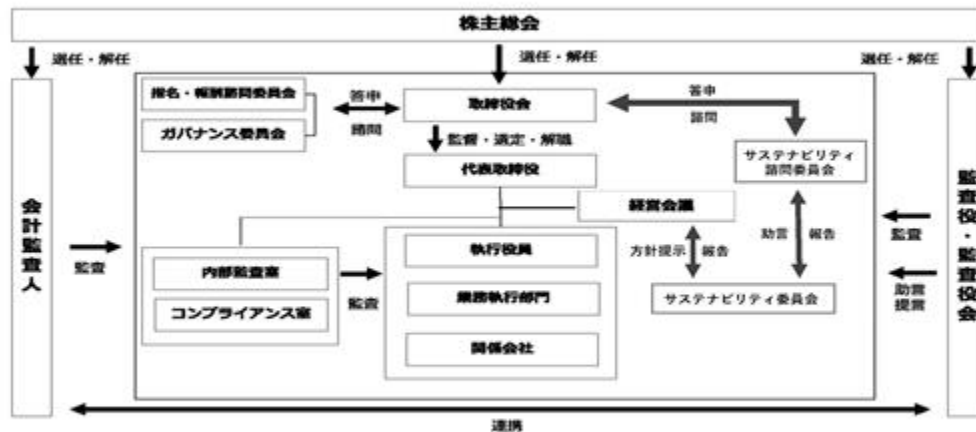 株主総会
選任・解任
選任・解任
選任・解任
指名・報酬諮問委員会
ガバナンス委員会
答申
諮問
取締役会
答申
諮問
監督・選定・解職
代表取締役
サステナビリティ
諮問委員会
経営会議
会計監査人
監査
内部監査室
コンプライアンス室
監査
執行役員
業務執行部門
関係会社
方針提示
報告
助言
報告
サステナビリティ委員会
監査
助言
提言
監査役・監査役会
連携